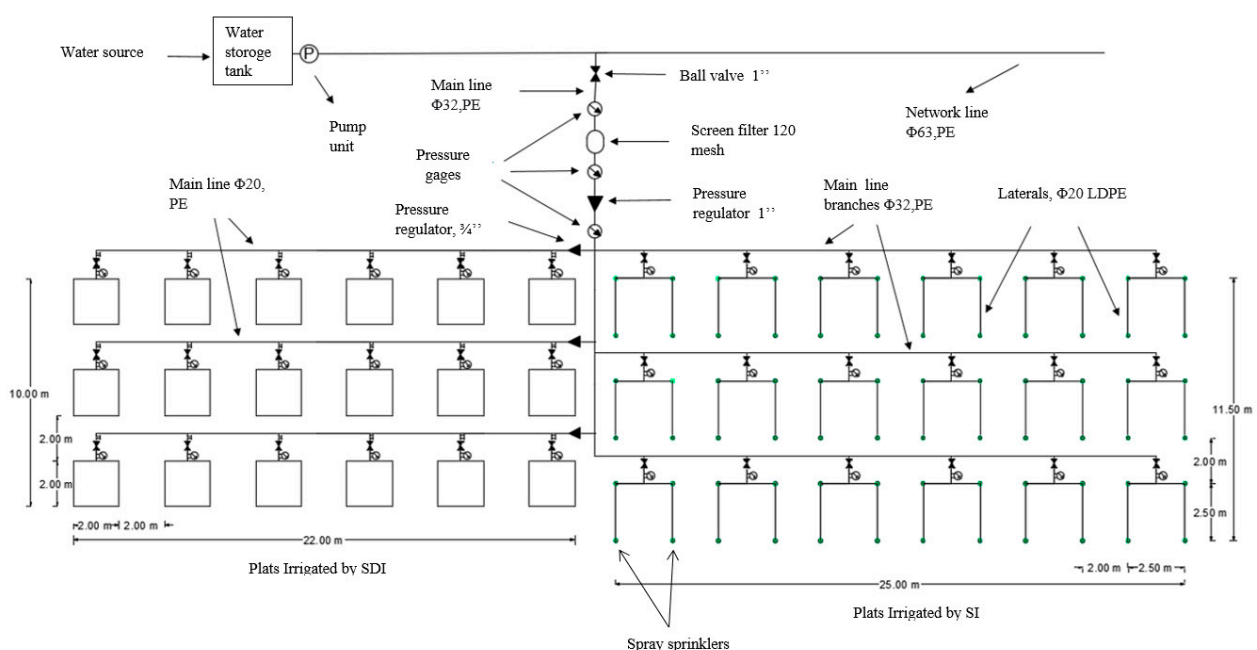 Water source
Water
storoge
tank
P
Pump
unit
Main line
Φ32,PE
Ball valve 1’’
Network line
Φ63,PE
Screen filter 120
mesh
Pressure
gages
Main line Φ20,
PE
Pressure
regulator, ¾’’
Pressure
regulator 1’’
Main line
branches Φ32,PE
Laterals, Φ20 LDPE
10.00 m
2.00 m
2.00 m
2.00 m
2.00 m
22.00 m
Plats Irrigated by SDI
11.50 m
2.00 m
2.50 m
2.00 m
2.50 m
25.00 m
Plats Irrigated by SI
Spray sprinklers